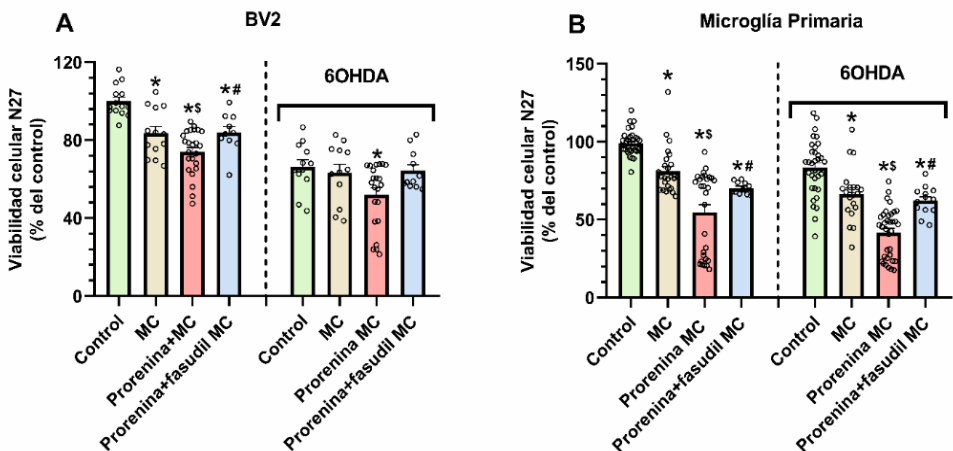 A
BV2
Viabilidad celular N27
(% del control)
120
80
40
0
*
*$
*#
6OHDA
*
Control
MC
Prorenina+MC
Prorenina+fasudil MC
Control
MC
Prorenina MC
Prorenina+fasudil MC
B
Microglía Primaria
Viabilidad celular N27
(% del control)
150
100
50
0
*
*$
*#
6OHDA
*
*$
*#
Control
MC
Prorenina MC
Prorenina+fasudil MC
Control
MC
Prorenina MC
Prorenina+fasudil MC